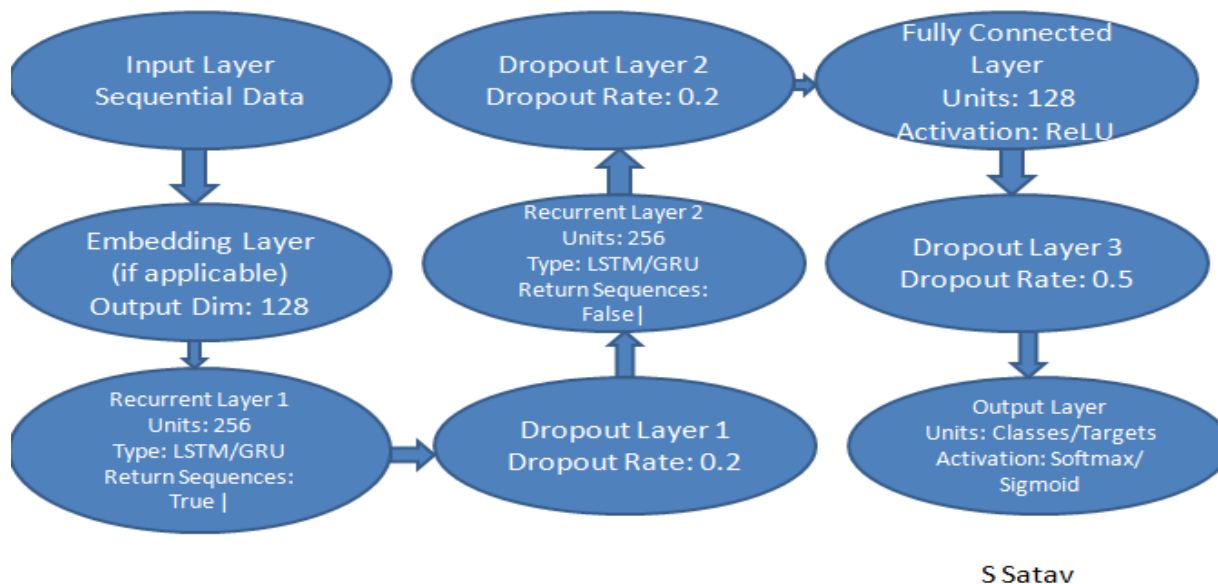 Input Layer
Sequential Data
Embedding Layer
(if applicable)
Output Dim: 128
Recurrent Layer 1
Units: 256
Type: LSTM/GRU
Return Sequences:
True |
Dropout Layer 1
Dropout Rate: 0.2
Recurrent Layer 2
Units: 256
Type: LSTM/GRU
Return Sequences:
False|
Dropout Layer 2
Dropout Rate: 0.2
Fully Connected
Layer
Units: 128
Activation: ReLU
Dropout Layer 3
Dropout Rate: 0.5
Output Layer
Units: Classes/Targets
Activation: Softmax/
Sigmoid
S Satav